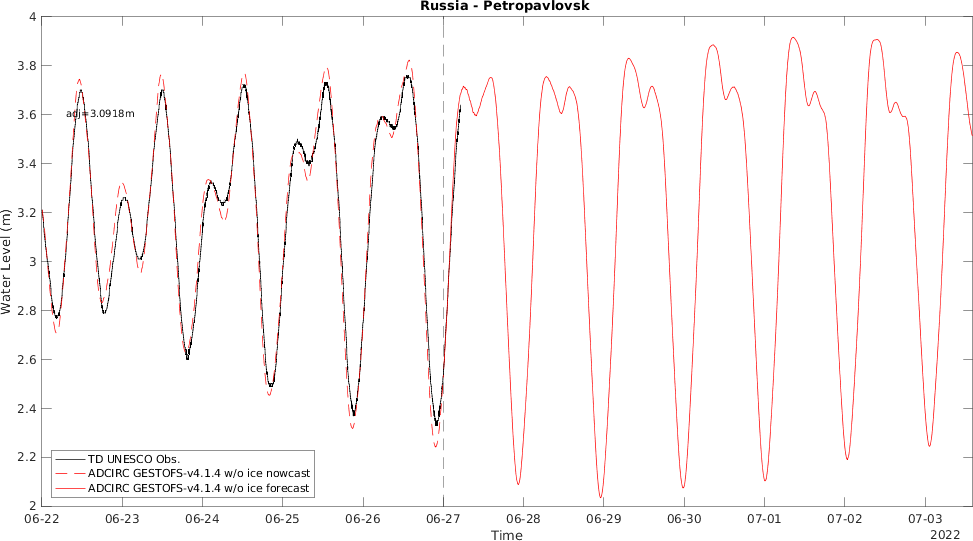 Russia - Petropavlovsk
4
3.8
3.6
3.4
3.2
3
2.8
2.6
2.4
2.2
2
Water Level (m)
adj=3.0918m
TD UNESCO Obs.
ADCIRC GESTOFS-v4.1.4 w/o ice nowcast
ADCIRC GESTOFS-v4.1.4 w/o ice forecast
06-22 06-23 06-24 06-25 06-26 06-27 06-28 06-29 06-30 07-01 07-02 07-03
Time
2022